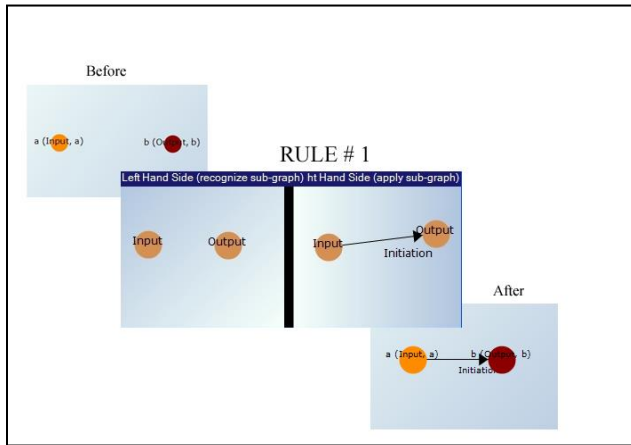 Before
a (Input, a)
b (Output, b)
RULE # 1
Left Hand Side (recognize sub-graph)
ht Hand Side (apply sub-graph)
Input
Output
Input
Output
Initiation
After
a (Input, a)
b (Output, b)
Initiation